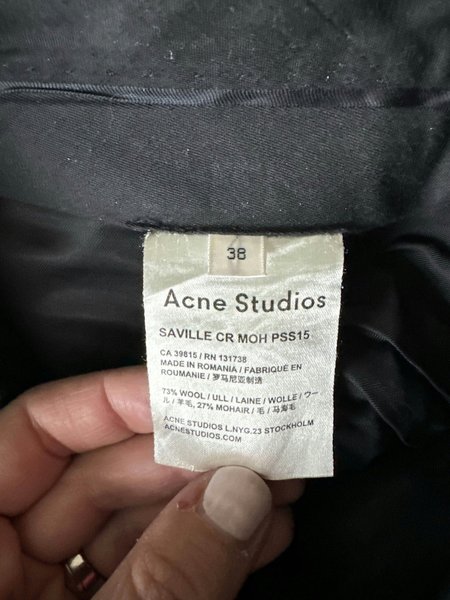 38
Acne Studios
SAVILLE CR MOH PSS15
CA 39815 / RN 131738
MADE IN ROMANIA / FABRIQUÉ EN
ROUMANIE / 罗马尼亚制造
73% WOOL / ULL / LAINE / WOLLE / ウー
ル / 羊毛, 27% MOHAIR / 毛 / 马海毛
ACNE STUDIOS L.NYG.23 STOCKHOLM
ACNESTUDIOS.COM